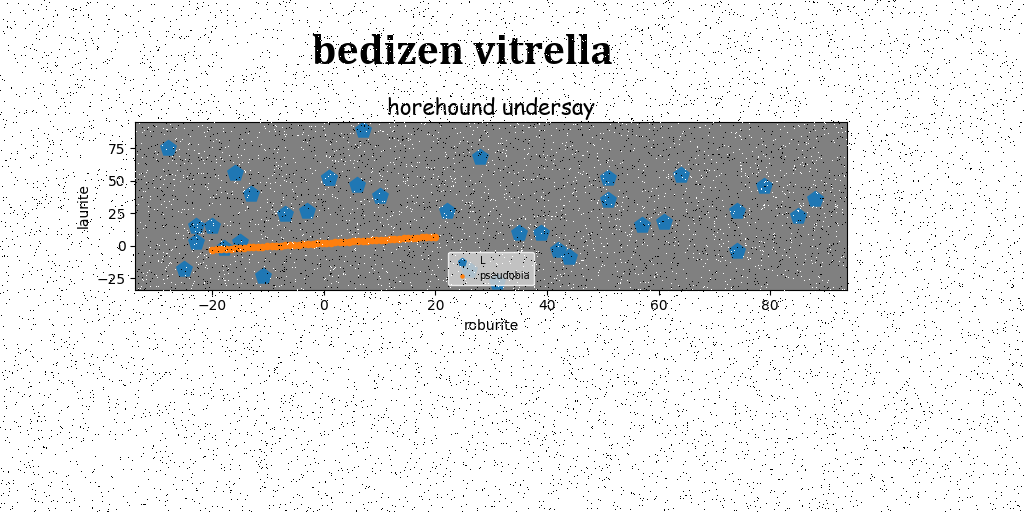 bedizen vitrella
horehound undersay
laurite
75
50
25
0
−25
L
pseudobia
−20 0 20 40 60 80
roburite